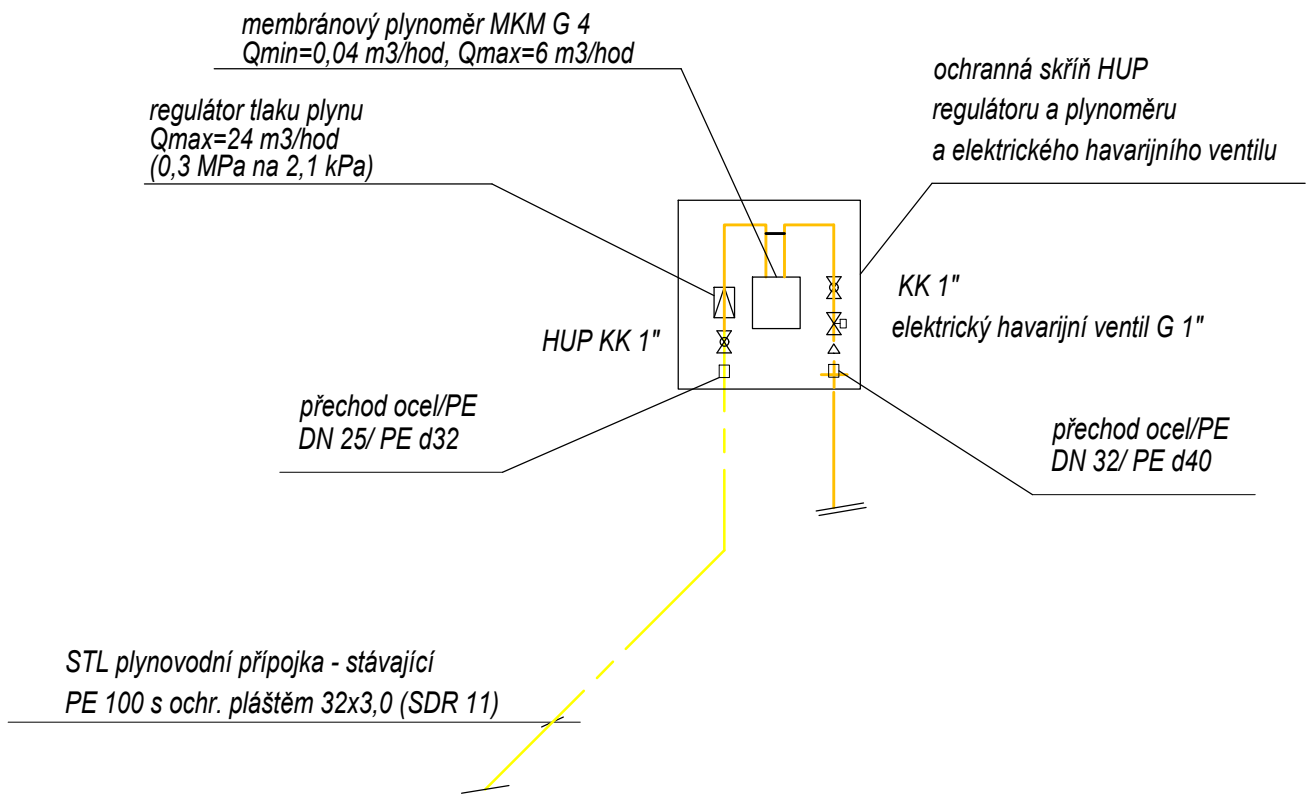 membránový plynoměr MKM G 4
Qmin=0,04 m3/hod, Qmax=6 m3/hod
regulátor tlaku plynu
Qmax=24 m3/hod
(0,3 MPa na 2,1 kPa)
ochranná skříň HUP
regulátoru a plynoměru
a elektrického havarijního ventilu
HUP KK 1"
KK 1"
elektrický havarijní ventil G 1"
přechod ocel/PE
DN 25/ PE d32
přechod ocel/PE
DN 32/ PE d40
STL plynovodní přípojka - stávající
PE 100 s ochr. pláštěm 32x3,0 (SDR 11)